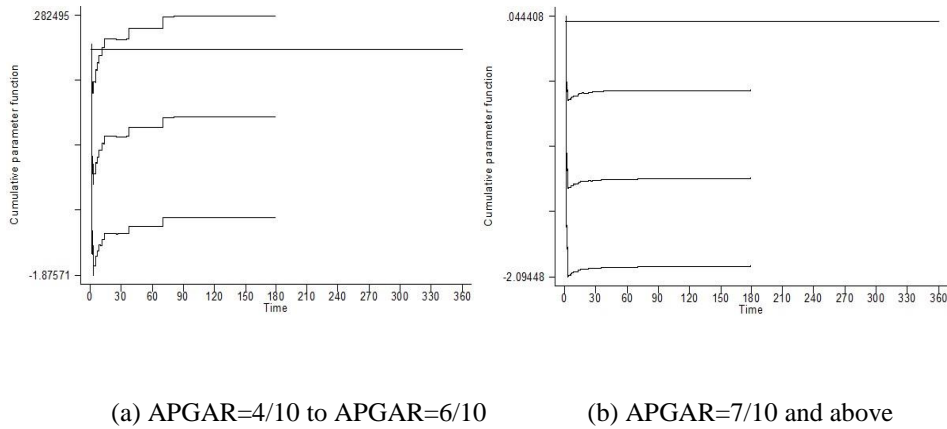 .282495
Cumulative parameter function
-1.87571
0 30 60 90 120 150 180 210 240 270 300 330 360
Time
.044408
Cumulative parameter function
-2.09448
0 30 60 90 120 150 180 210 240 270 300 330 360
Time
(a) APGAR=4/10 to APGAR=6/10
(b) APGAR=7/10 and above